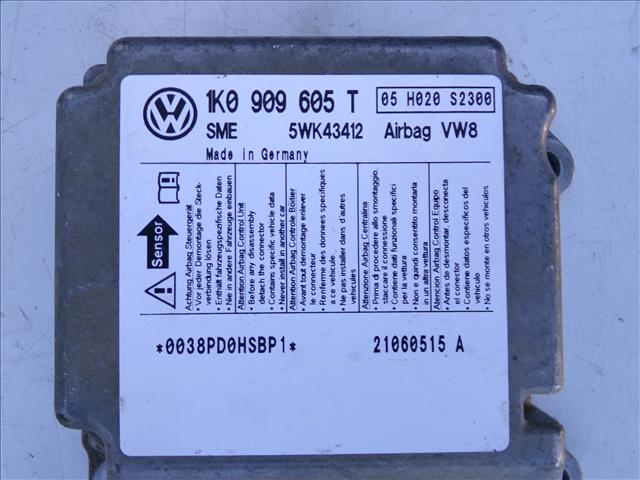 VW
1K0 909 605 T
05 H020 S2300
SME 5WK43412 Airbag VW8
Made in Germany
Sensor
Achtung Airbag Steuergerät
• Vor jeder Demontage die Steck-
verbindung lösen
• Enthält fahrzeugspezifische Daten
• Nie in andere Fahrzeuge einbauen
Attention Airbag Control Unit
• Before any disassembly
detach the connector
• Contains specific vehicle data
• Never install in another car
Attention Airbag Controle Boitier
• Avant tout demontage enlever
le connecteur
• Renferme des donnees specifiques
a ce vehicule
• Ne pas installer dans d'autres
vehicules
Attenzione Airbag Centralina
• Prima di procedere allo smontaggio,
staccare il connessione
• Contiene dati funzionali specifici
per la vettura
• Non e quindi consentito montarla
in un altra vettura
Atencion Airbag Control Equipo
• Antes de desmontar, desconecta
el conector
• Contiene datos especificos del
vehiculo
• No se monte en otros vehiculos
*0038PD0HSBP1*
21060515 A